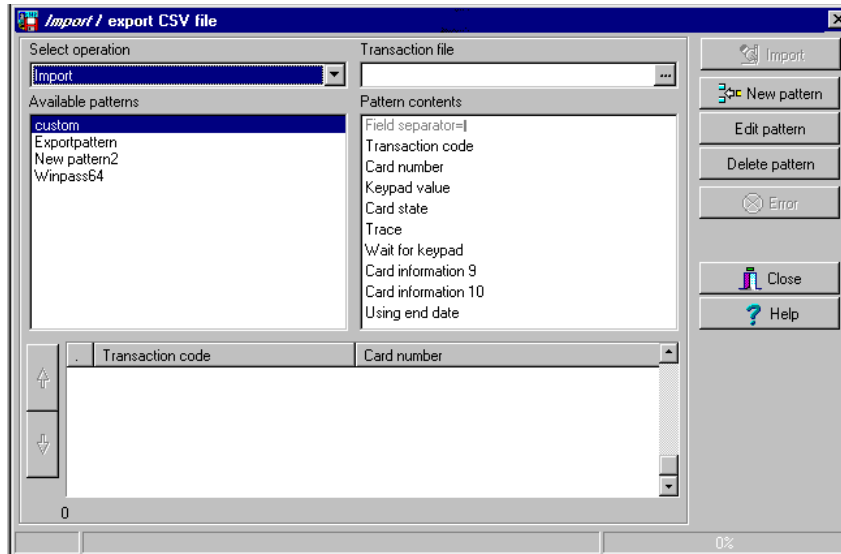 Import / export CSV file
Select operation
Import
Transaction file
...
Available patterns
custom
Exportpattern
New pattern2
Winpass64
Pattern contents
Field separator=|
Transaction code
Card number
Keypad value
Card state
Trace
Wait for keypad
Card information 9
Card information 10
Using end date
Import
New pattern
Edit pattern
Delete pattern
Error
Close
? Help
. Transaction code Card number
0
0%